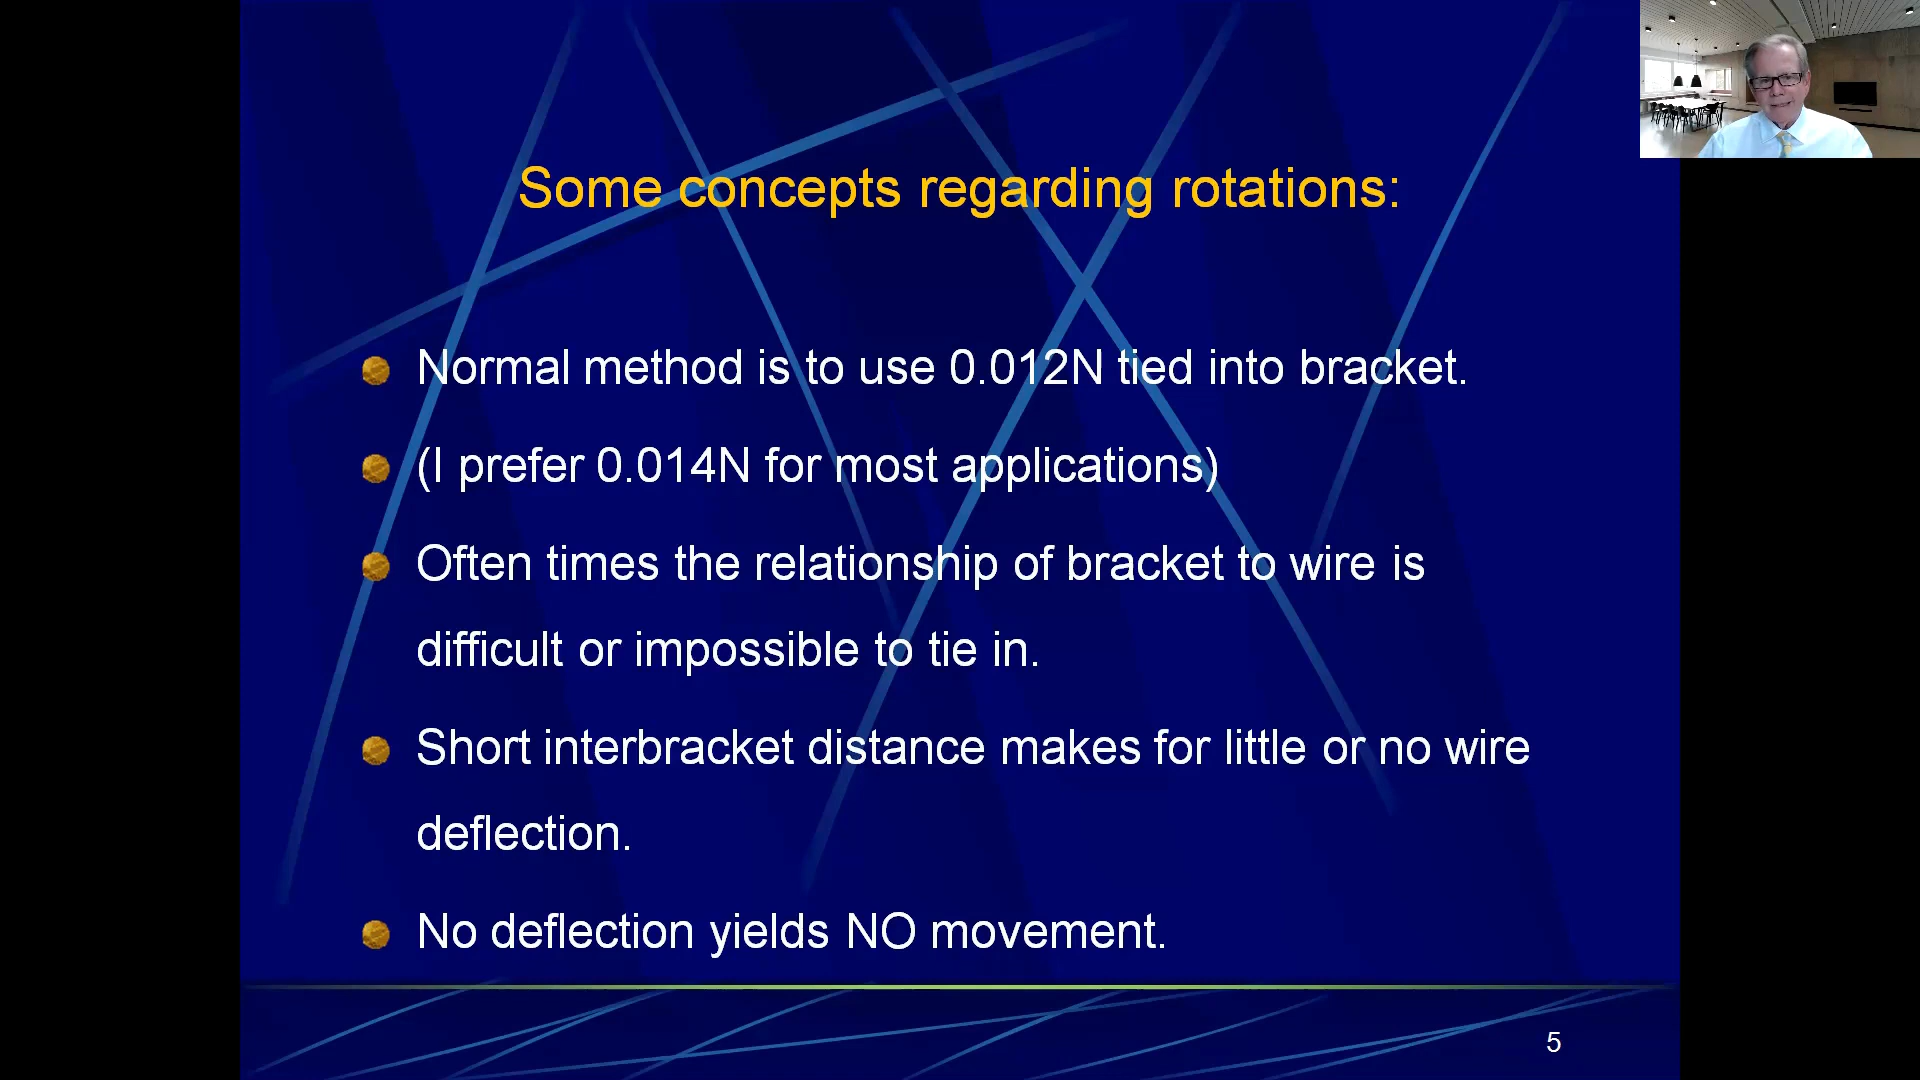 Some concepts regarding rotations:
Normal method is to use 0.012N tied into bracket.
(I prefer 0.014N for most applications)
Often times the relationship of bracket to wire is
difficult or impossible to tie in.
Short interbracket distance makes for little or no wire
deflection.
No deflection yields NO movement.
5